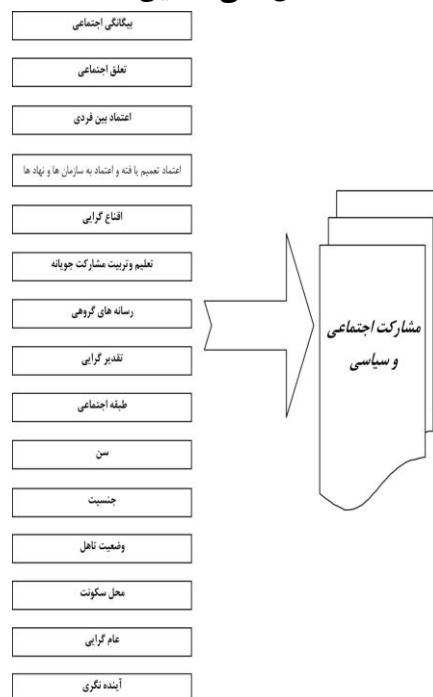 بیگانگی اجتماعی
تعلق اجتماعی
اعتماد بین فردی
اعتماد تعمیم یا فته و اعتماد به سازمان ها و نهاد ها
اقناع گرایی
تعلیم وتربیت مشارکت جویانه
رسانه های گروهی
تقدیر گرایی
طبقه اجتماعی
سن
جنسیت
وضعیت تاهل
محل سکونت
عام گرایی
آینده نگری
مشارکت اجتماعی
و سیاسی